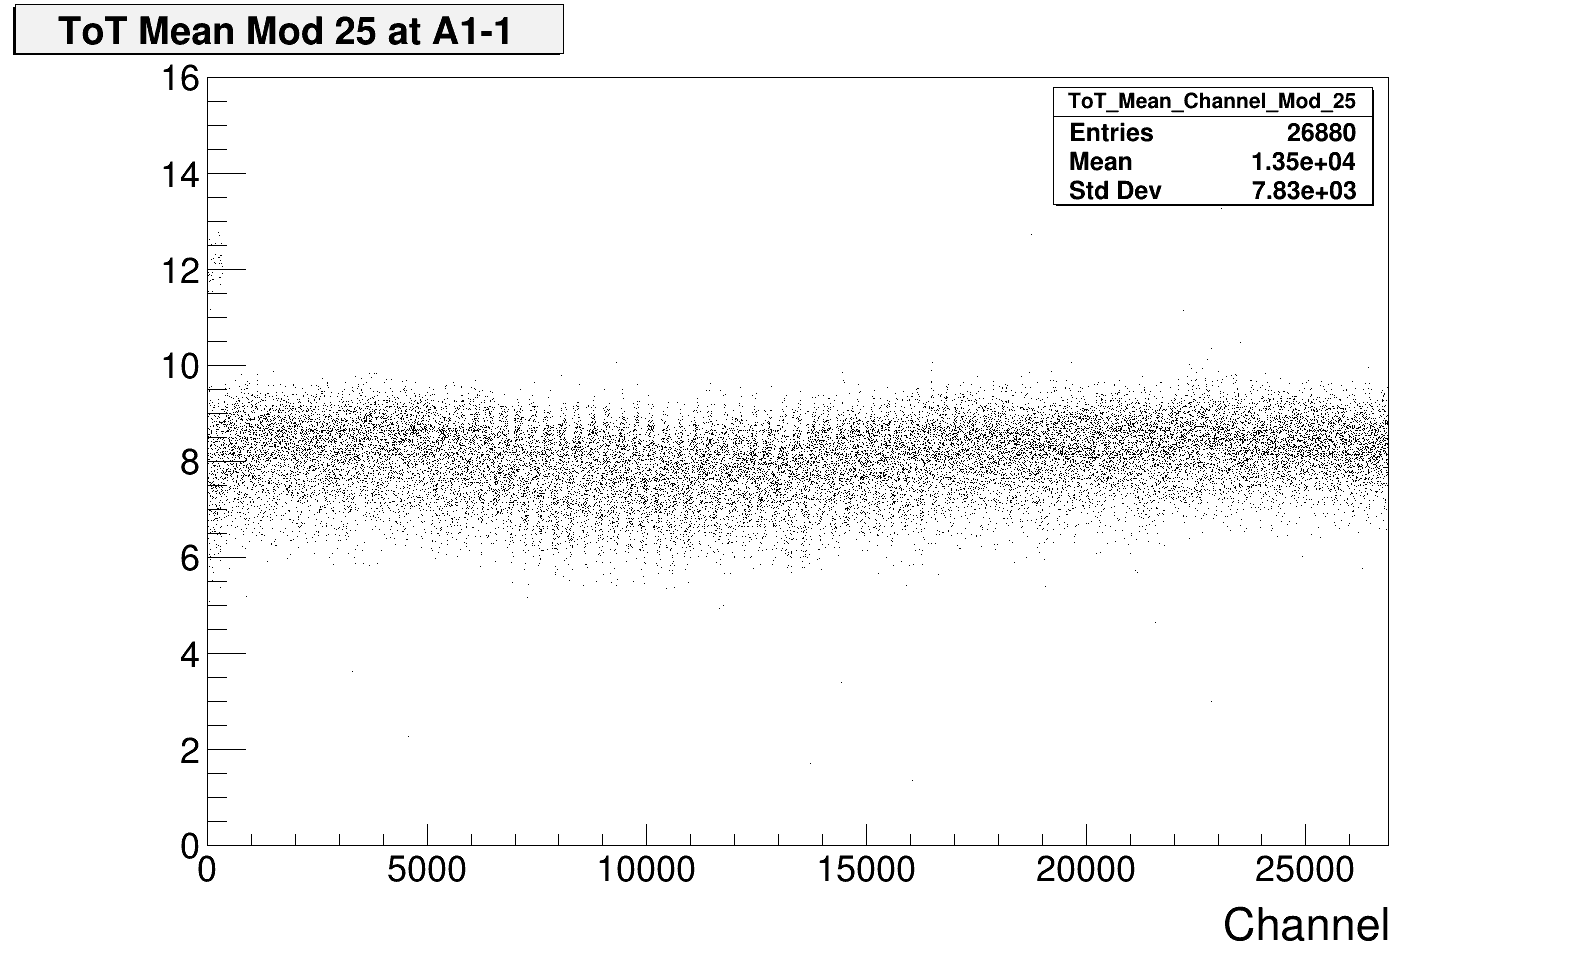 ToT Mean Mod 25 at A1-1
ToT_Mean_Channel_Mod_25
Entries 26880
Mean 1.35e+04
Std Dev 7.83e+03
16
14
12
10
8
6
4
2
0
0 5000 10000 15000 20000 25000
Channel